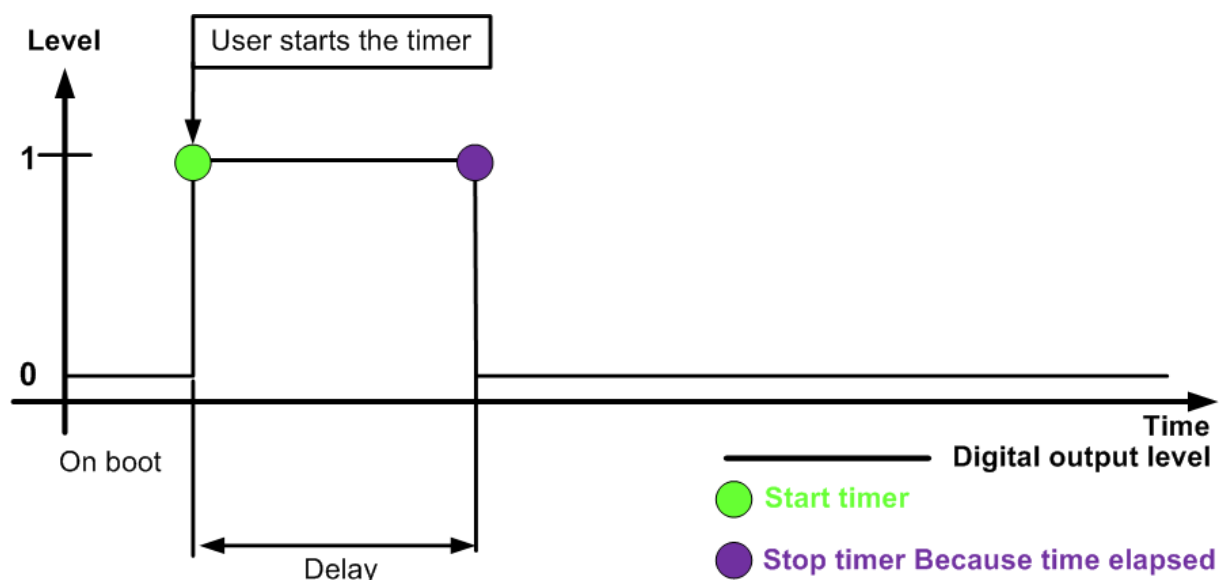 Level
User starts the timer
1
0
Time
On boot
Digital output level
Start timer
Delay
Stop timer Because time elapsed